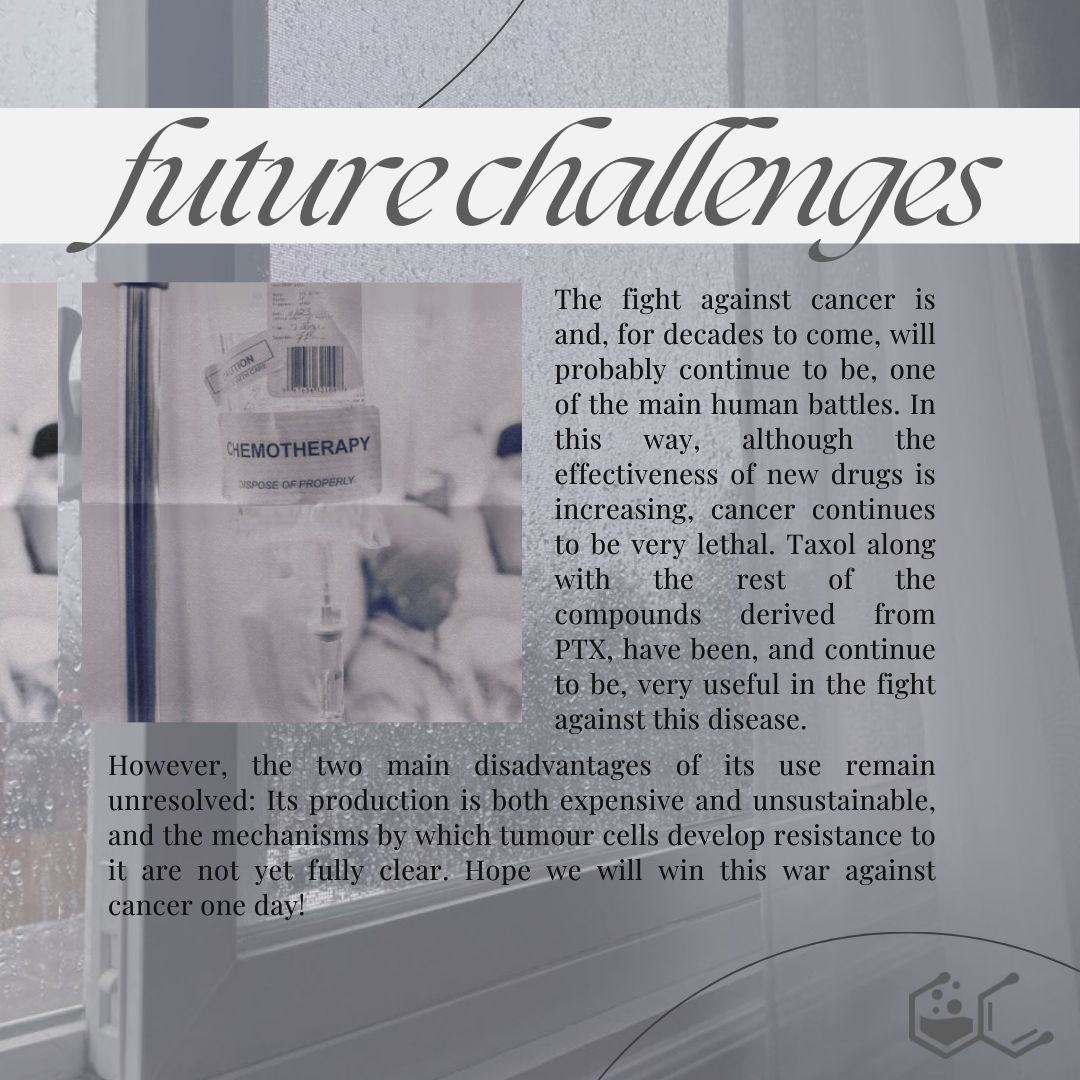 future challenges
CAUTION
CHEMOTHERAPY
DISPOSE OF PROPERLY
The fight against cancer is
and, for decades to come, will
probably continue to be, one
of the main human battles. In
this way, although the
effectiveness of new drugs is
increasing, cancer continues
to be very lethal. Taxol along
with the rest of the
compounds derived from
PTX, have been, and continue
to be, very useful in the fight
against this disease.
However, the two main disadvantages of its use remain
unresolved: Its production is both expensive and unsustainable,
and the mechanisms by which tumour cells develop resistance to
it are not yet fully clear. Hope we will win this war against
cancer one day!